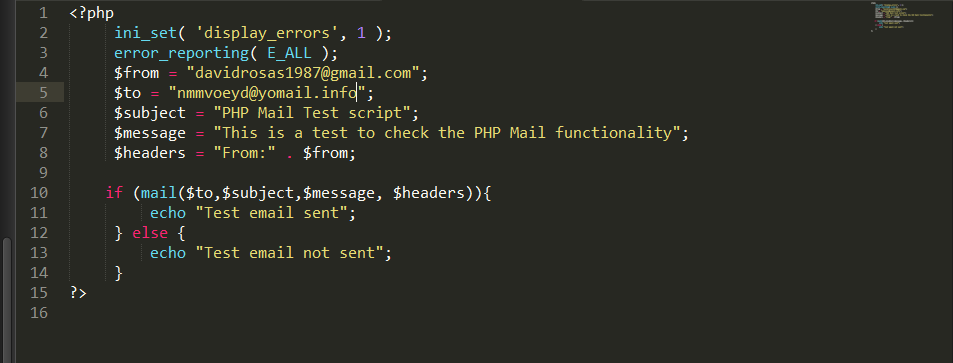 1 <?php
2 ini_set( 'display_errors', 1 );
3 error_reporting( E_ALL );
4 $from = "davidrosas1987@gmail.com";
5 $to = "nmmvoeyd@yomail.info";
6 $subject = "PHP Mail Test script";
7 $message = "This is a test to check the PHP Mail functionality";
8 $headers = "From:" . $from;
9
10 if (mail($to,$subject,$message, $headers)){
11 echo "Test email sent";
12 } else {
13 echo "Test email not sent";
14 }
15 ?>
16